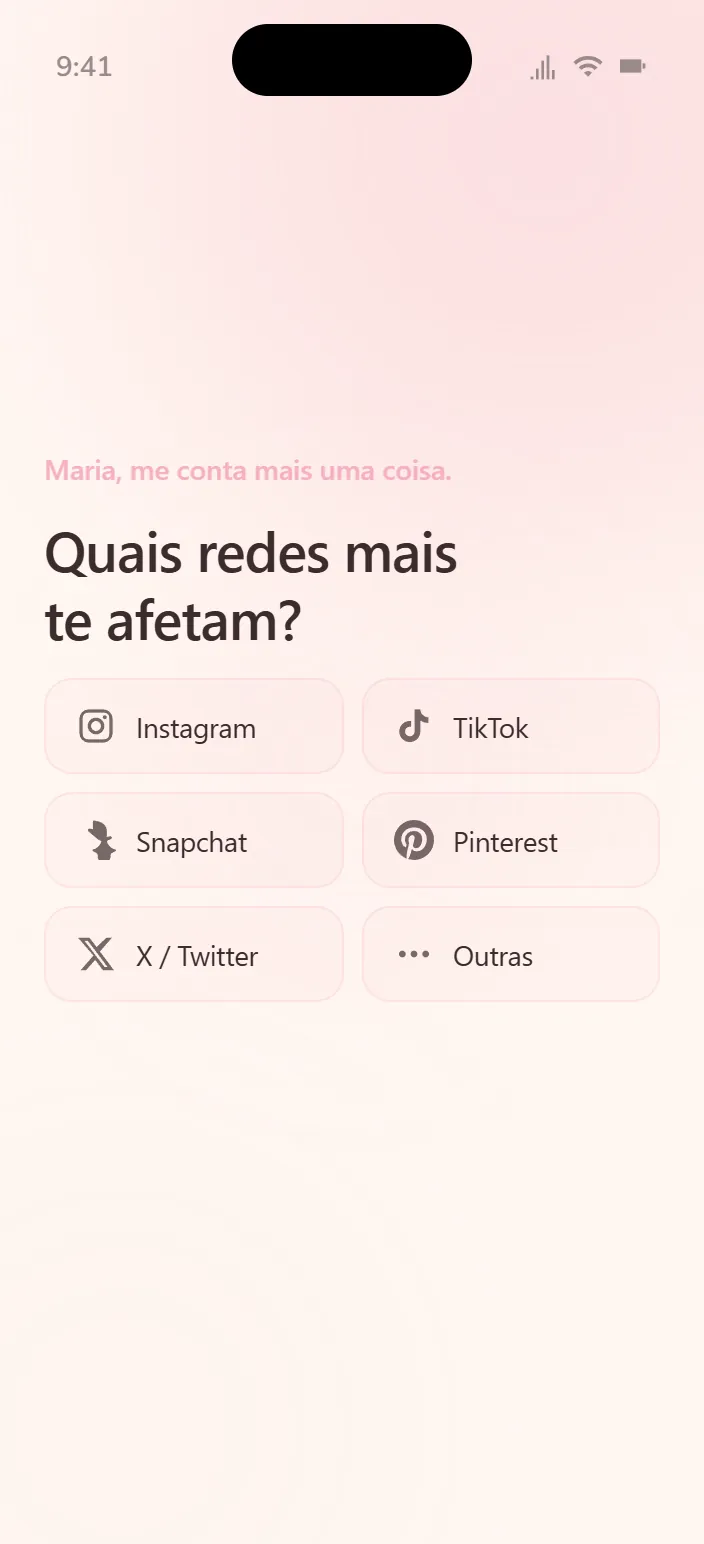 9:41
Maria, me conta mais uma coisa.
Quais redes mais
te afetam?
Instagram
TikTok
Snapchat
Pinterest
X / Twitter
Outras